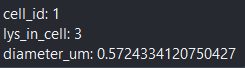 cell_id: 1
lys_in_cell: 3
diameter_um: 0.5724334120750427